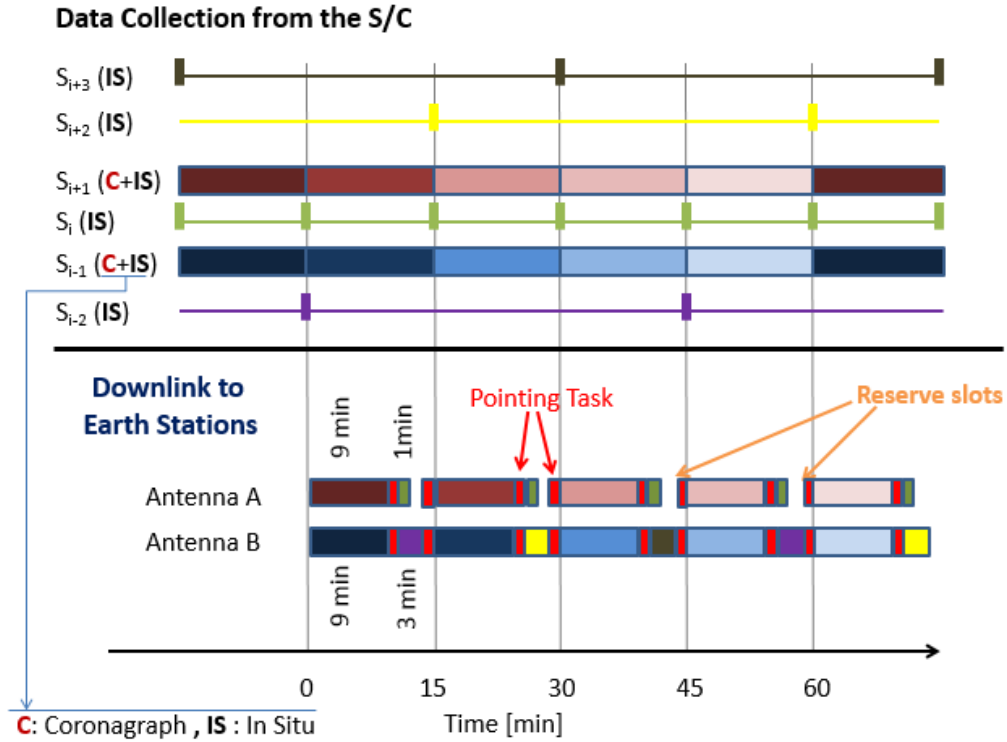 Data Collection from the S/C
Si+3 (IS)
Si+2 (IS)
Si+1 (C+IS)
Si (IS)
Si-1 (C+IS)
Si-2 (IS)
Downlink to
Earth Stations
9 min
1min
Pointing Task
Reserve slots
Antenna A
Antenna B
9 min
3 min
0 15 30 45 60
Time [min]
C: Coronagraph , IS : In Situ